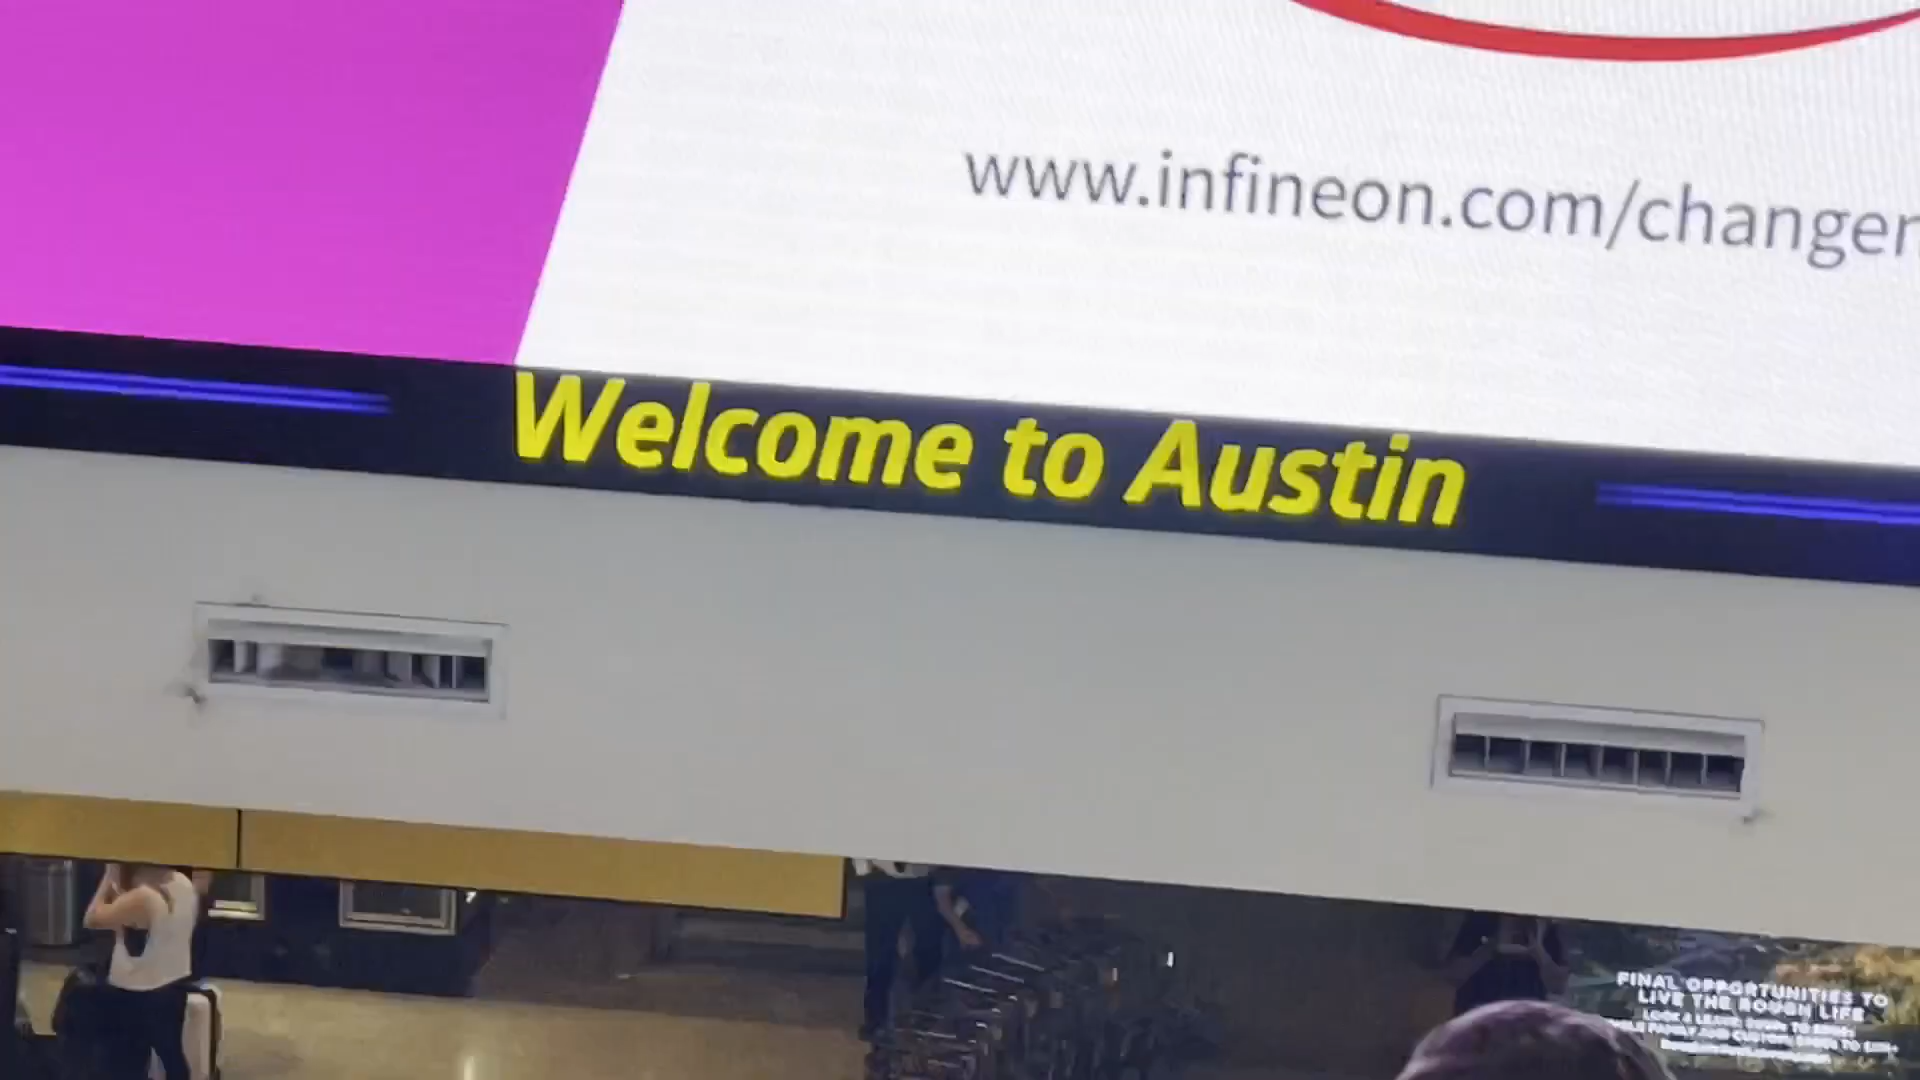 www.infineon.com/changer
Welcome to Austin
FINAL OPPORTUNITIES TO
LIVE THE ROUGH LIFE